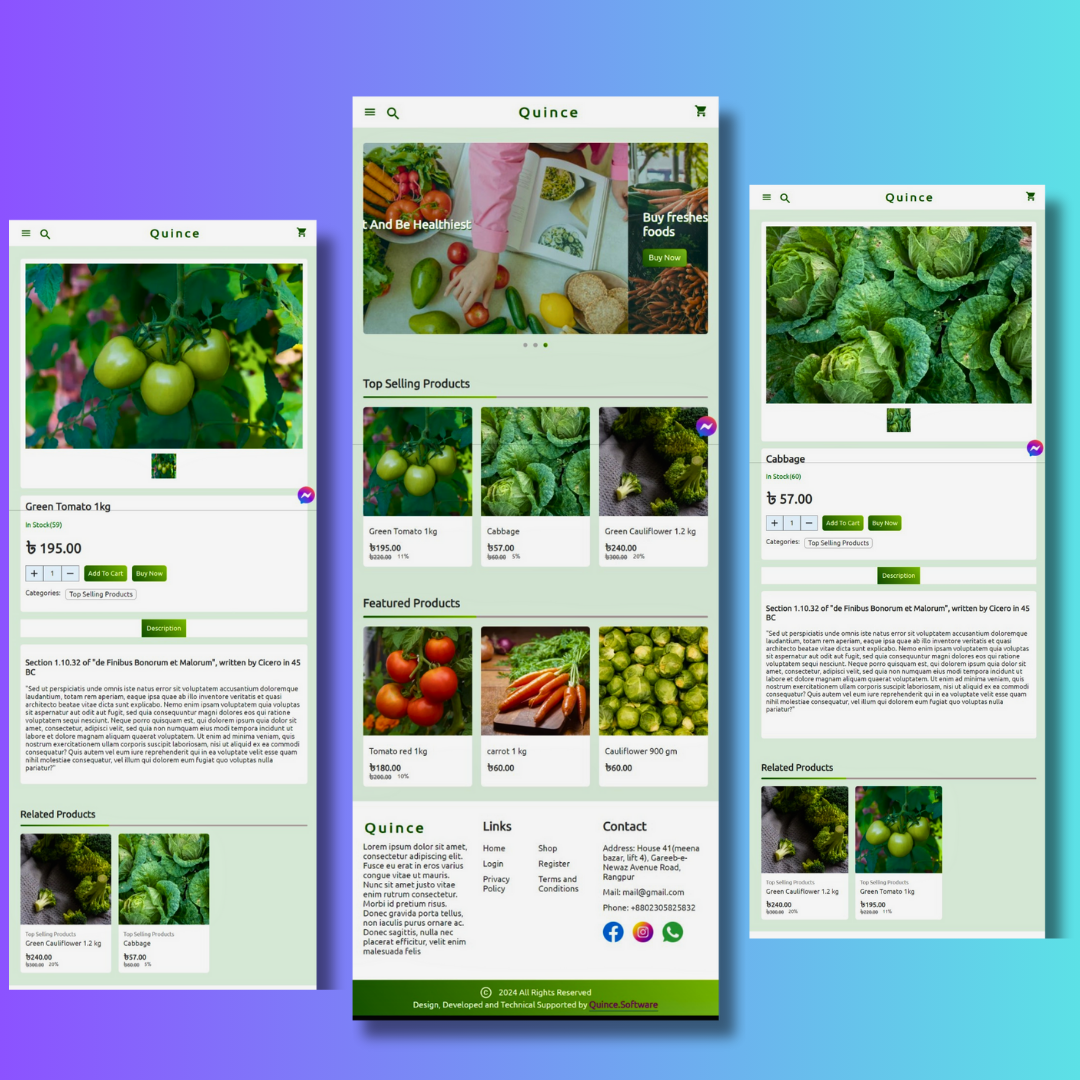 Quince
Green Tomato 1kg
In Stock(59)
৳ 195.00
+ 1 −
Add To Cart
Buy Now
Categories: Top Selling Products
Description
Section 1.10.32 of "de Finibus Bonorum et Malorum", written by Cicero in 45
BC
"Sed ut perspiciatis unde omnis iste natus error sit voluptatem accusantium doloremque
laudantium, totam rem aperiam, eaque ipsa quae ab illo inventore veritatis et quasi
architecto beatae vitae dicta sunt explicabo. Nemo enim ipsam voluptatem quia voluptas
sit aspernatur aut odit aut fugit, sed quia consequuntur magni dolores eos qui ratione
voluptatem sequi nesciunt. Neque porro quisquam est, qui dolorem ipsum quia dolor sit
amet, consectetur, adipisci velit, sed quia non numquam eius modi tempora incidunt ut
labore et dolore magnam aliquam quaerat voluptatem. Ut enim ad minima veniam, quis
nostrum exercitationem ullam corporis suscipit laboriosam, nisi ut aliquid ex ea commodi
consequatur? Quis autem vel eum iure reprehenderit qui in ea voluptate velit esse quam
nihil molestiae consequatur, vel illum qui dolorem eum fugiat quo voluptas nulla
pariatur?"
Related Products
Top Selling Products
Green Cauliflower 1.2 kg
৳240.00
৳300.00 20%
Top Selling Products
Cabbage
৳57.00
৳60.00 5%
Quince
t And Be Healthiest
Buy freshes
foods
Buy Now
Top Selling Products
Green Tomato 1kg
৳195.00
৳220.00 11%
Cabbage
৳57.00
৳60.00 5%
Green Cauliflower 1.2 kg
৳240.00
৳300.00 20%
Featured Products
Tomato red 1kg
৳180.00
৳200.00 10%
carrot 1 kg
৳60.00
Cauliflower 900 gm
৳60.00
Quince
Lorem ipsum dolor sit amet,
consectetur adipiscing elit.
Fusce eu erat in eros varius
congue vitae ut mauris.
Nunc sit amet justo vitae
enim rutrum consectetur.
Morbi id pretium risus.
Donec gravida porta tellus,
non iaculis purus ornare ac.
Donec sagittis, nulla nec
placerat efficitur, velit enim
malesuada felis
Links
Home
Shop
Login
Register
Privacy
Policy
Terms and
Conditions
Contact
Address: House 41(meena
bazar, lift 4), Gareeb-e-
Newaz Avenue Road,
Rangpur
Mail: mail@gmail.com
Phone: +8802305825832
© 2024 All Rights Reserved
Design, Developed and Technical Supported by Quince.Software
Quince
Cabbage
In Stock(60)
৳ 57.00
+ 1 −
Add To Cart
Buy Now
Categories: Top Selling Products
Description
Section 1.10.32 of "de Finibus Bonorum et Malorum", written by Cicero in 45
BC
"Sed ut perspiciatis unde omnis iste natus error sit voluptatem accusantium doloremque
laudantium, totam rem aperiam, eaque ipsa quae ab illo inventore veritatis et quasi
architecto beatae vitae dicta sunt explicabo. Nemo enim ipsam voluptatem quia voluptas
sit aspernatur aut odit aut fugit, sed quia consequuntur magni dolores eos qui ratione
voluptatem sequi nesciunt. Neque porro quisquam est, qui dolorem ipsum quia dolor sit
amet, consectetur, adipisci velit, sed quia non numquam eius modi tempora incidunt ut
labore et dolore magnam aliquam quaerat voluptatem. Ut enim ad minima veniam, quis
nostrum exercitationem ullam corporis suscipit laboriosam, nisi ut aliquid ex ea commodi
consequatur? Quis autem vel eum iure reprehenderit qui in ea voluptate velit esse quam
nihil molestiae consequatur, vel illum qui dolorem eum fugiat quo voluptas nulla
pariatur?"
Related Products
Top Selling Products
Green Cauliflower 1.2 kg
৳240.00
৳300.00 20%
Top Selling Products
Green Tomato 1kg
৳195.00
৳220.00 11%